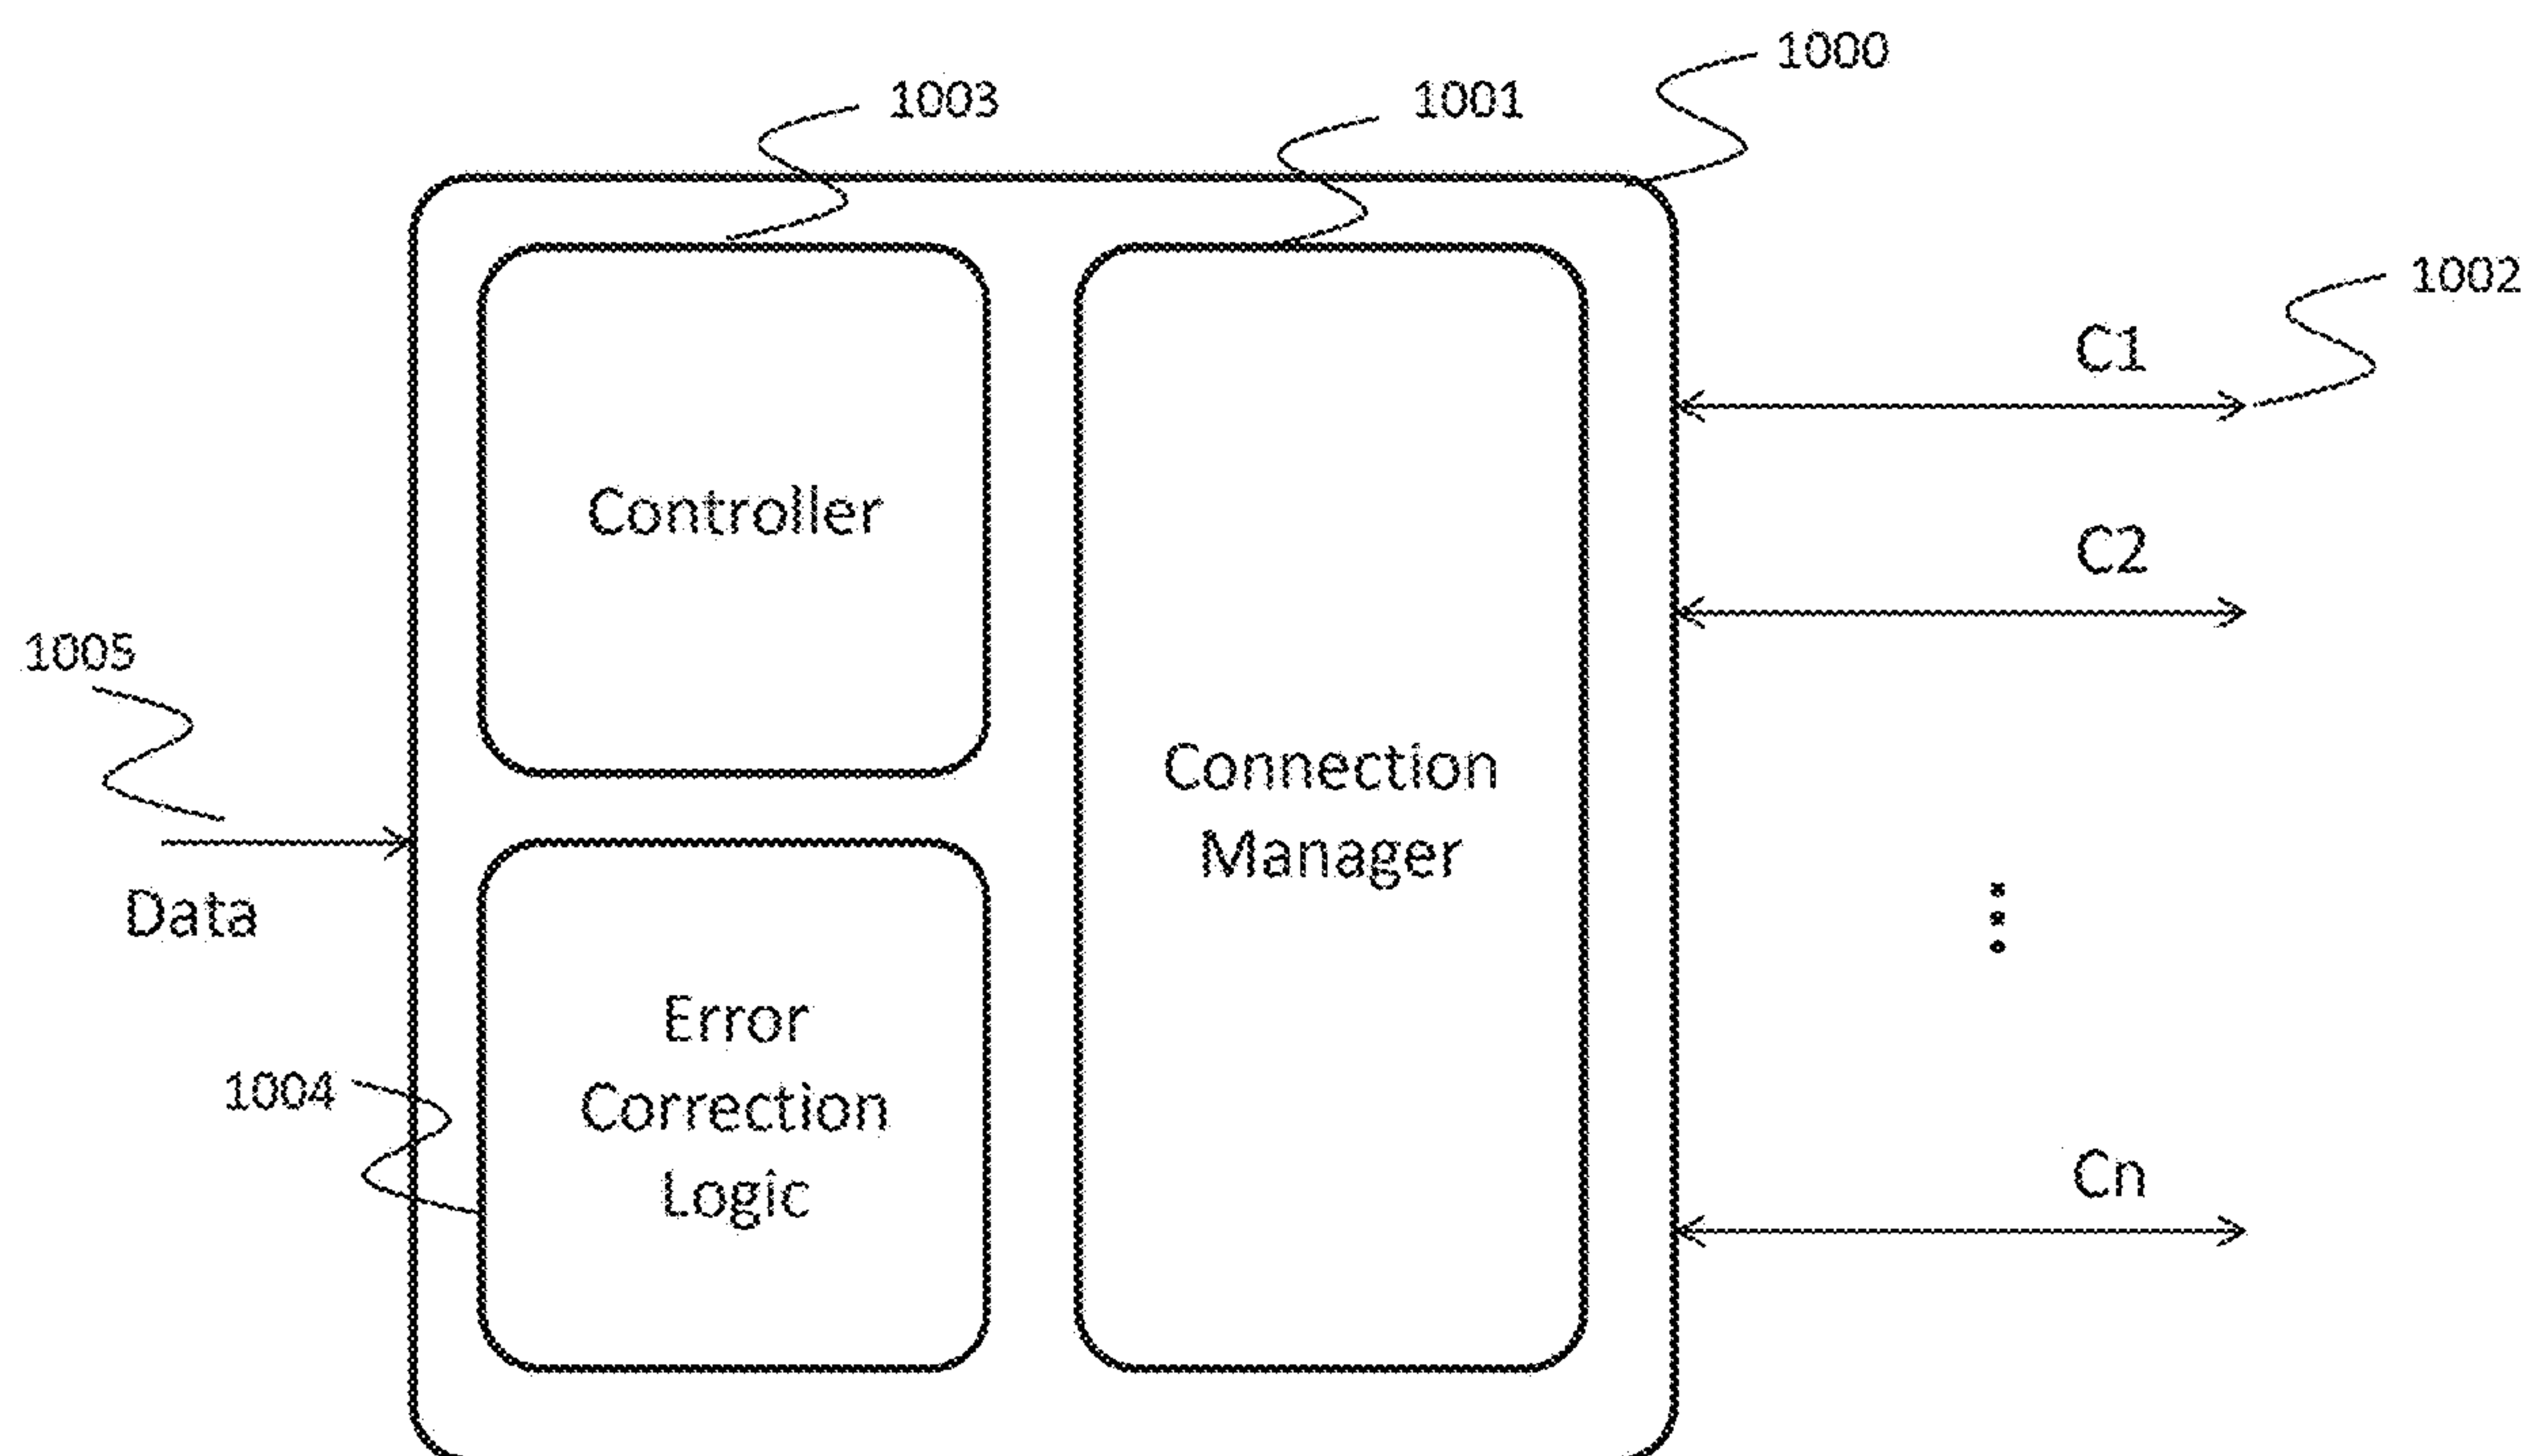 1000
1003
1001
1002
C1
Controller
C2
1005
Connection
Manager
Data
Error
Correction
Logic
1004
Cn